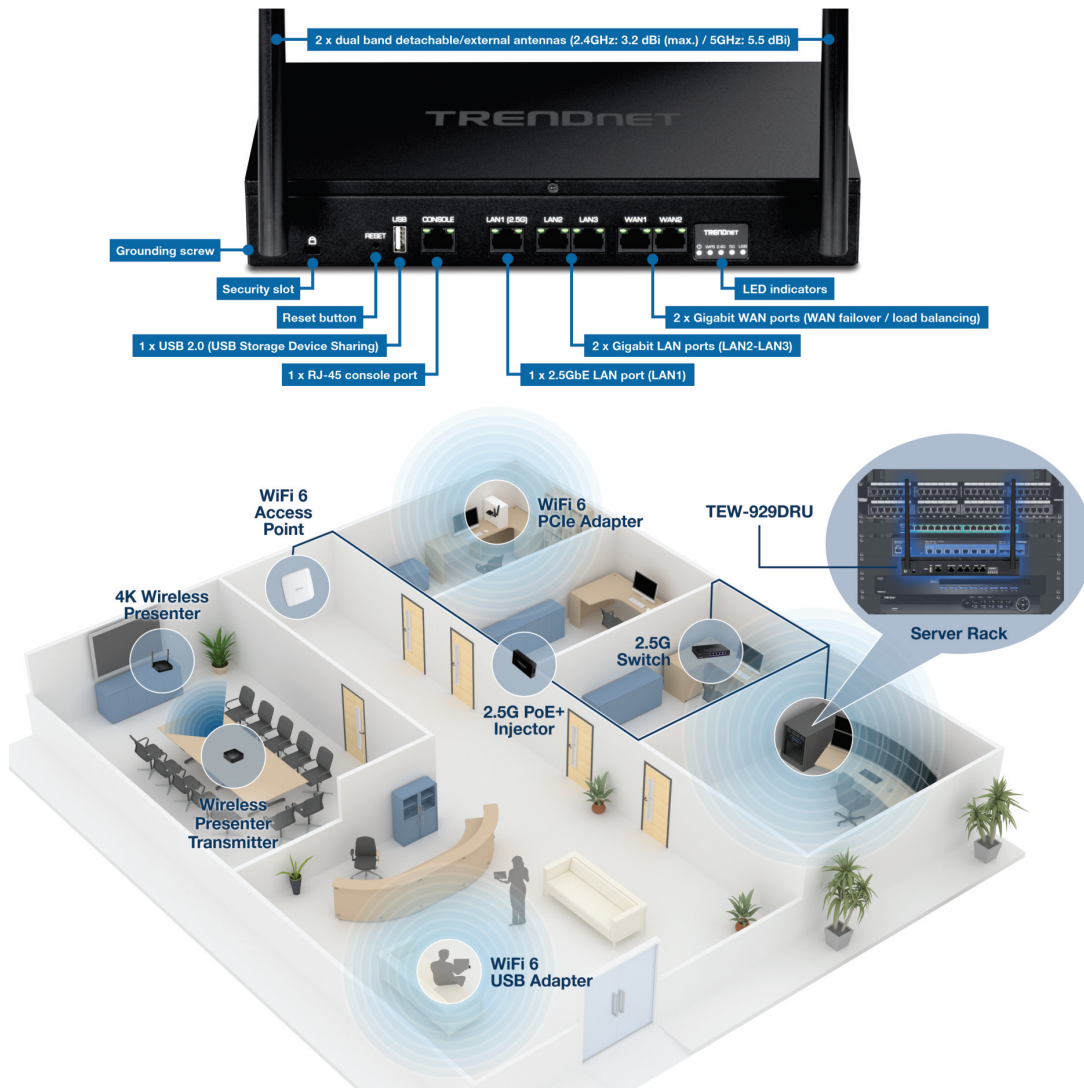 2 x dual band detachable/external antennas (2.4GHz: 3.2 dBi (max.) / 5GHz: 5.5 dBi)
TRENDNET
USB
CONSOLE
LAN1 (2.5G)
LAN2
LAN3
WAN1
WAN2
RESET
TRENDNET
WPS 2.4G 5G USB
Grounding screw
Security slot
LED indicators
Reset button
2 x Gigabit WAN ports (WAN failover / load balancing)
1 x USB 2.0 (USB Storage Device Sharing)
2 x Gigabit LAN ports (LAN2-LAN3)
1 x RJ-45 console port
1 x 2.5GbE LAN port (LAN1)
WiFi 6
Access
Point
WiFi 6
PCIe Adapter
TEW-929DRU
4K Wireless
Presenter
2.5G
Switch
Server Rack
2.5G PoE+
Injector
Wireless
Presenter
Transmitter
WiFi 6
USB Adapter